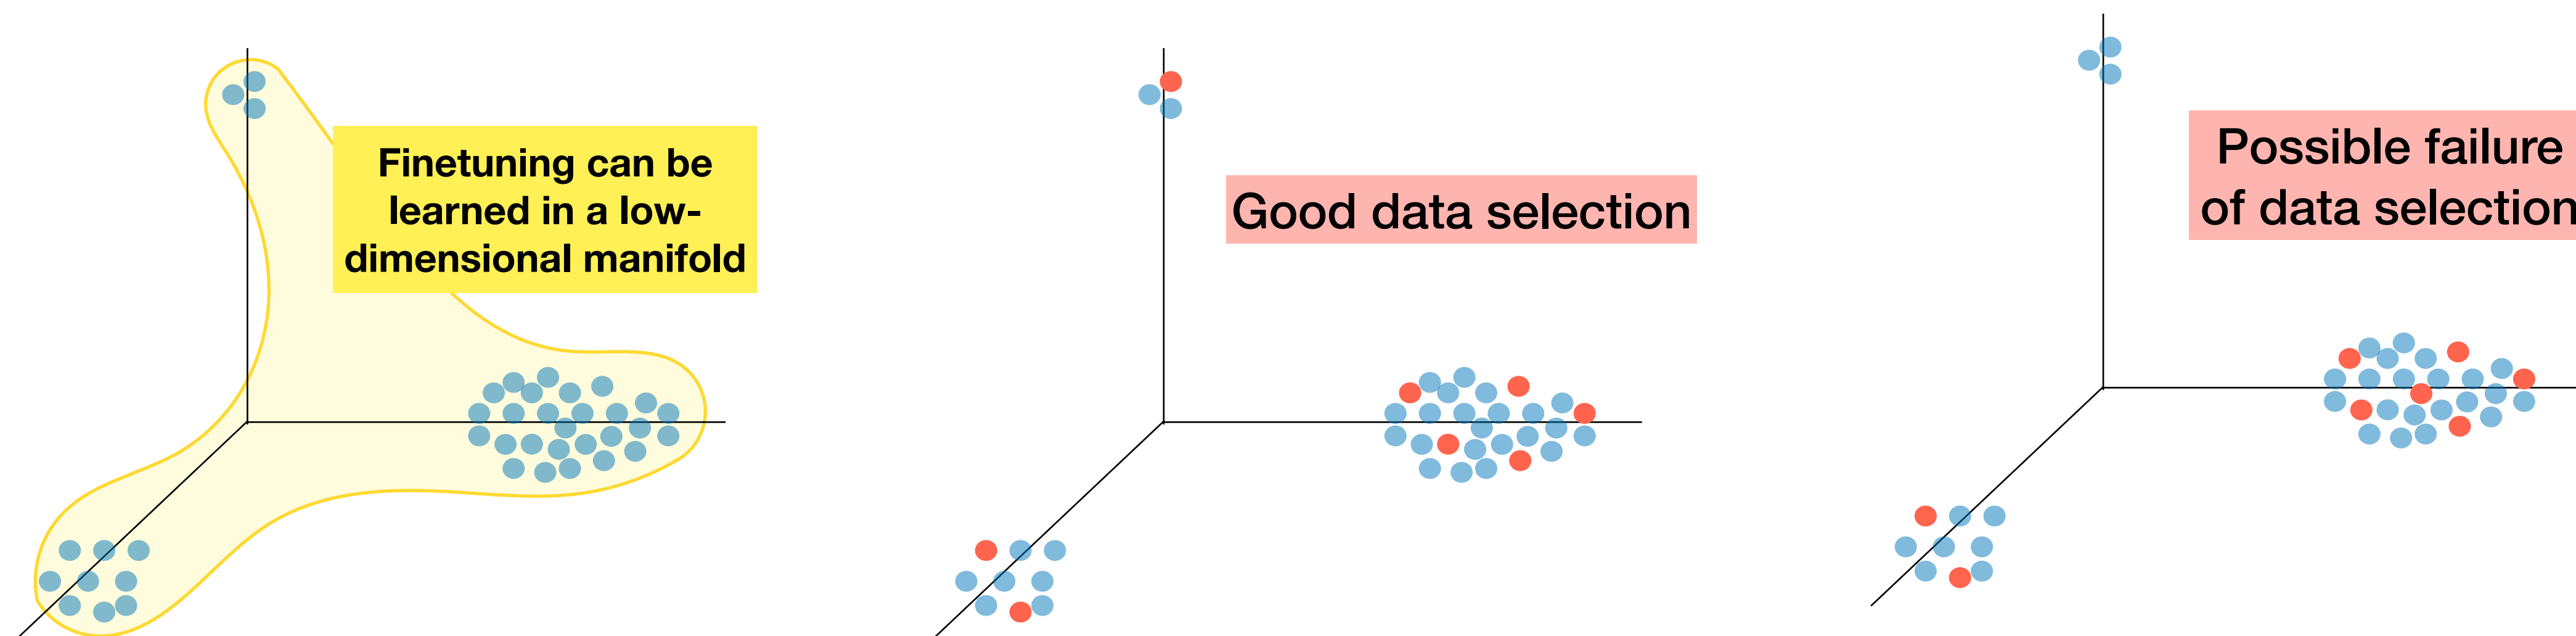 Finetuning can be
learned in a low-
dimensional manifold
Good data selection
Possible failure
of data selection